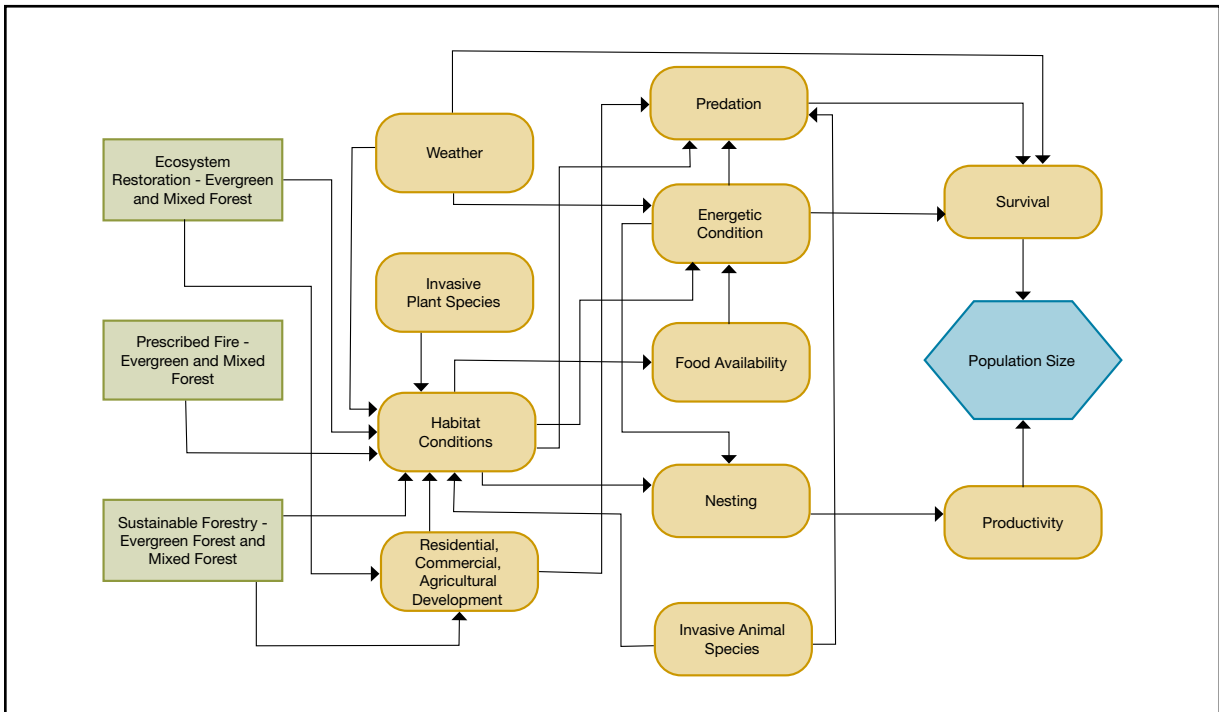 Ecosystem
Restoration - Evergreen
and Mixed Forest
Prescribed Fire -
Evergreen and Mixed
Forest
Sustainable Forestry -
Evergreen Forest and
Mixed Forest
Weather
Invasive
Plant Species
Habitat
Conditions
Residential,
Commercial,
Agricultural
Development
Predation
Energetic
Condition
Food Availability
Nesting
Invasive Animal
Species
Survival
Population Size
Productivity